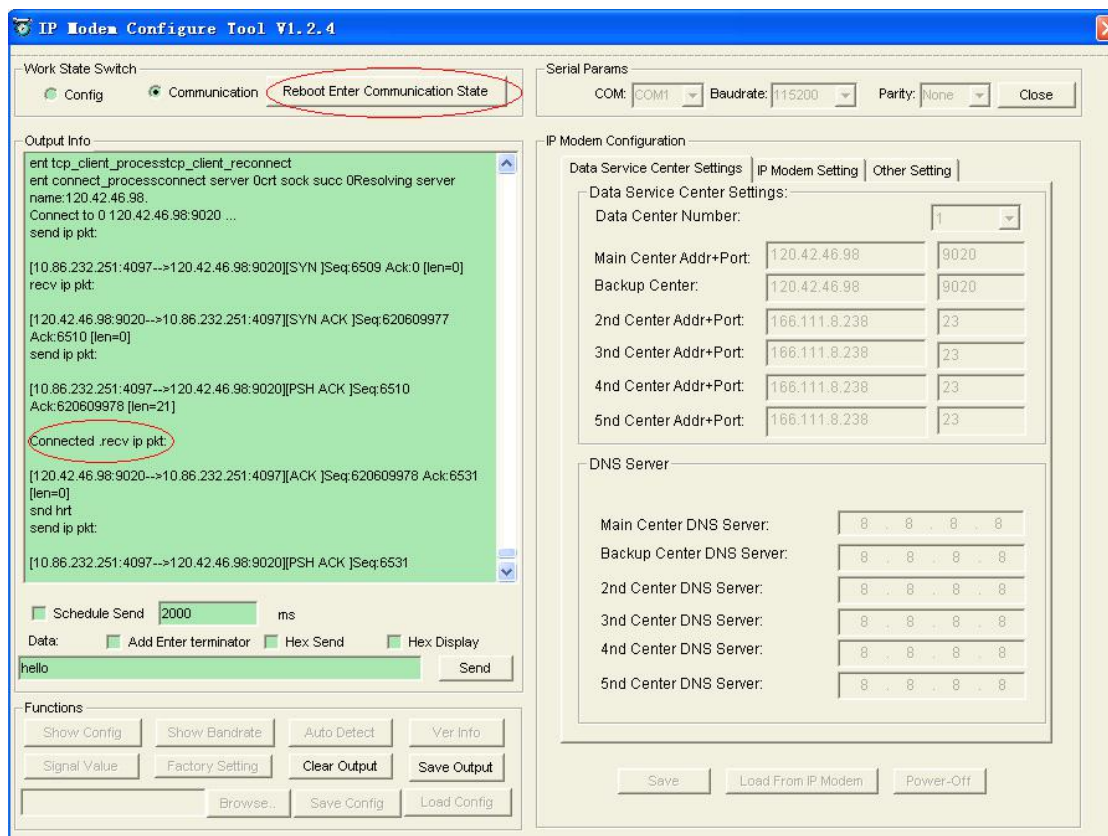 IP Modem Configure Tool V1.2.4
Work State Switch
Config Communication Reboot Enter Communication State
Serial Params
COM: COM1 Baudrate: 115200 Parity: None Close
Output Info
ent tcp_client_processtcp_client_reconnect
ent connect_processconnect server 0crt sock succ 0Resolving server
name:120.42.46.98.
Connect to 0 120.42.46.98:9020 ...
send ip pkt:
[10.86.232.251:4097-->120.42.46.98:9020][SYN ]Seq:6509 Ack:0 [len=0]
recv ip pkt:
[120.42.46.98:9020-->10.86.232.251:4097][SYN ACK ]Seq:620609977
Ack:6510 [len=0]
send ip pkt:
[10.86.232.251:4097-->120.42.46.98:9020][PSH ACK ]Seq:6510
Ack:620609978 [len=21]
Connected .recv ip pkt:
[120.42.46.98:9020-->10.86.232.251:4097][ACK ]Seq:620609978 Ack:6531
[len=0]
snd hrt
send ip pkt:
[10.86.232.251:4097-->120.42.46.98:9020][PSH ACK ]Seq:6531
Schedule Send 2000 ms
Data: Add Enter terminator Hex Send Hex Display
hello Send
Functions
Show Config Show Bandrate Auto Detect Ver Info
Signal Value Factory Setting Clear Output Save Output
Browse.. Save Config Load Config
IP Modem Configuration
Data Service Center Settings IP Modem Setting Other Setting
Data Service Center Settings:
Data Center Number: 1
Main Center Addr+Port: 120.42.46.98 9020
Backup Center: 120.42.46.98 9020
2nd Center Addr+Port: 166.111.8.238 23
3nd Center Addr+Port: 166.111.8.238 23
4nd Center Addr+Port: 166.111.8.238 23
5nd Center Addr+Port: 166.111.8.238 23
DNS Server
Main Center DNS Server: 8 . 8 . 8 . 8
Backup Center DNS Server: 8 . 8 . 8 . 8
2nd Center DNS Server: 8 . 8 . 8 . 8
3nd Center DNS Server: 8 . 8 . 8 . 8
4nd Center DNS Server: 8 . 8 . 8 . 8
5nd Center DNS Server: 8 . 8 . 8 . 8
Save Load From IP Modem Power-Off